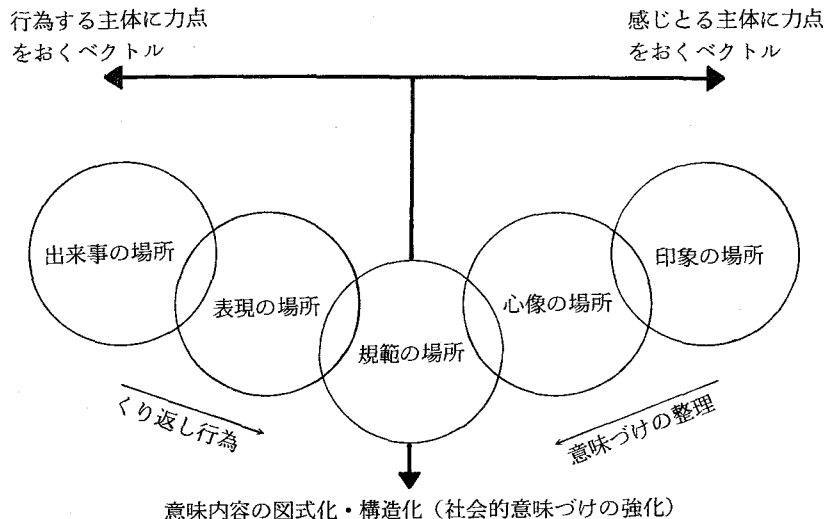 行為する主体に力点
をおくベクトル
感じとる主体に力点
をおくベクトル
出来事の場所
表現の場所
規範の場所
心像の場所
印象の場所
くり返し行為
意味づけの整理
意味内容の図式化・構造化（社会的意味づけの強化）